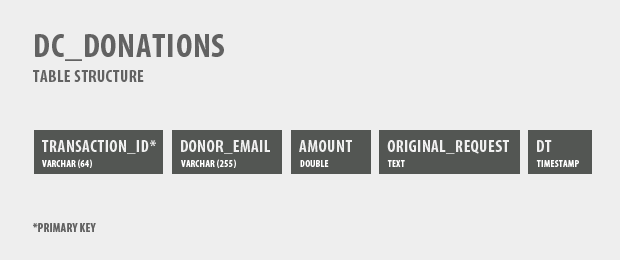 DC_DONATIONS
TABLE STRUCTURE
TRANSACTION_ID* DONOR_EMAIL AMOUNT ORIGINAL_REQUEST DT
VARCHAR (64) VARCHAR (255) DOUBLE TEXT TIMESTAMP
*PRIMARY KEY